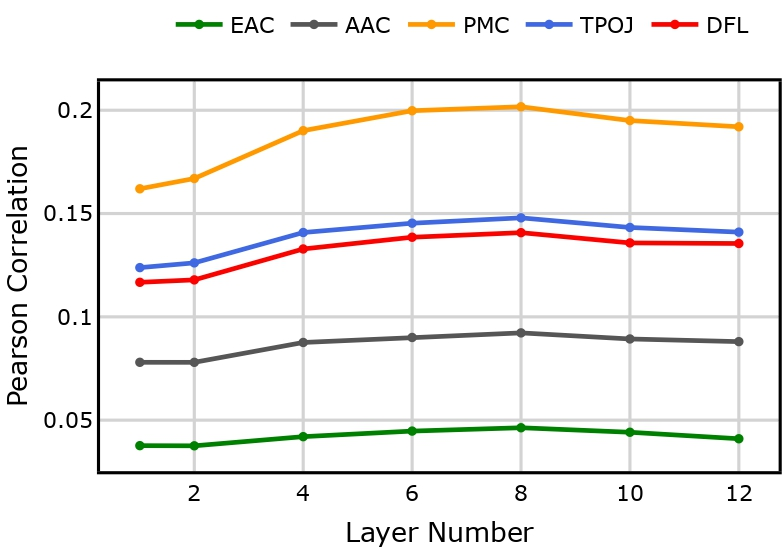 EAC AAC PMC TPOJ DFL
Pearson Correlation
0.2
0.15
0.1
0.05
2 4 6 8 10 12
Layer Number